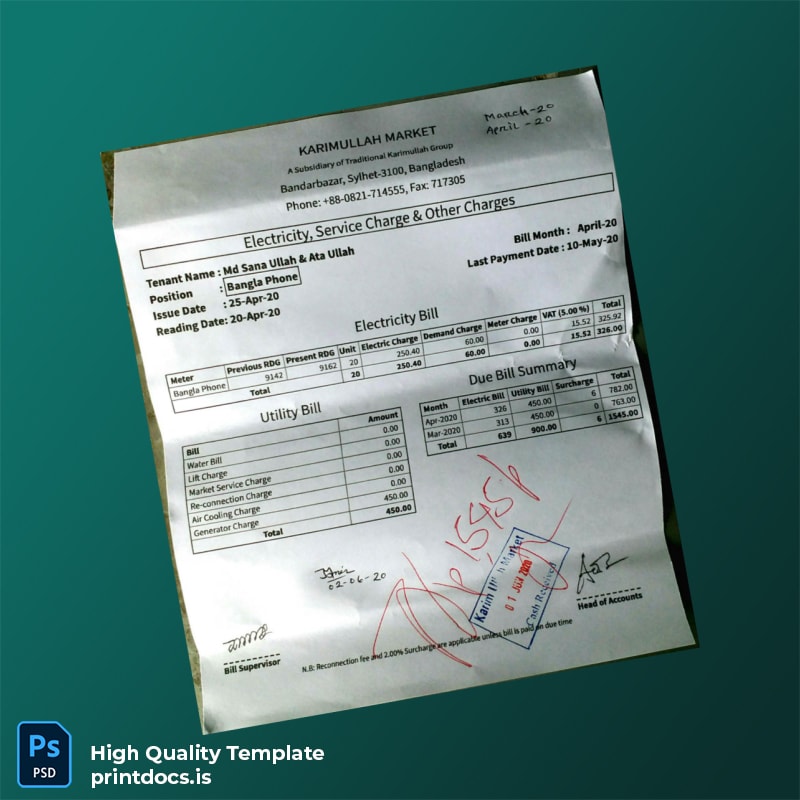 March-20
April-20
KARIMULLAH MARKET
A Subsidiary of Traditional Karimullah Group
Bandarbazar, Sylhet-3100, Bangladesh
Phone: +88-0821-714555, Fax: 717305
Electricity, Service Charge & Other Charges
Tenant Name : Md Sana Ullah & Ata Ullah
Position : Bangla Phone
Issue Date : 25-Apr-20
Reading Date: 20-Apr-20
Bill Month : April-20
Last Payment Date : 10-May-20
Electricity Bill
Meter Previous RDG Present RDG Unit Electric Charge Demand Charge Meter Charge VAT (5.00 %) Total
Bangla Phone 9142 9162 20 250.40 60.00 0.00 15.52 325.92
Total 20 250.40 60.00 0.00 15.52 326.00
Utility Bill
Bill Amount
Water Bill 0.00
Lift Charge 0.00
Market Service Charge 0.00
Re-connection Charge 0.00
Air Cooling Charge 0.00
Generator Charge 450.00
Total 450.00
Due Bill Summary
Month Electric Bill Utility Bill Surcharge Total
Apr-2020 326 450.00 6 782.00
Mar-2020 313 450.00 0 763.00
Total 639 900.00 6 1545.00
1545
02-06-20
Karim Ullah Market
01 JUN 2020
Cash Received
Bill Supervisor
Head of Accounts
N.B: Reconnection fee and 2.00% Surcharge are applicable unless bill is paid on due time
Ps
PSD
High Quality Template
printdocs.is